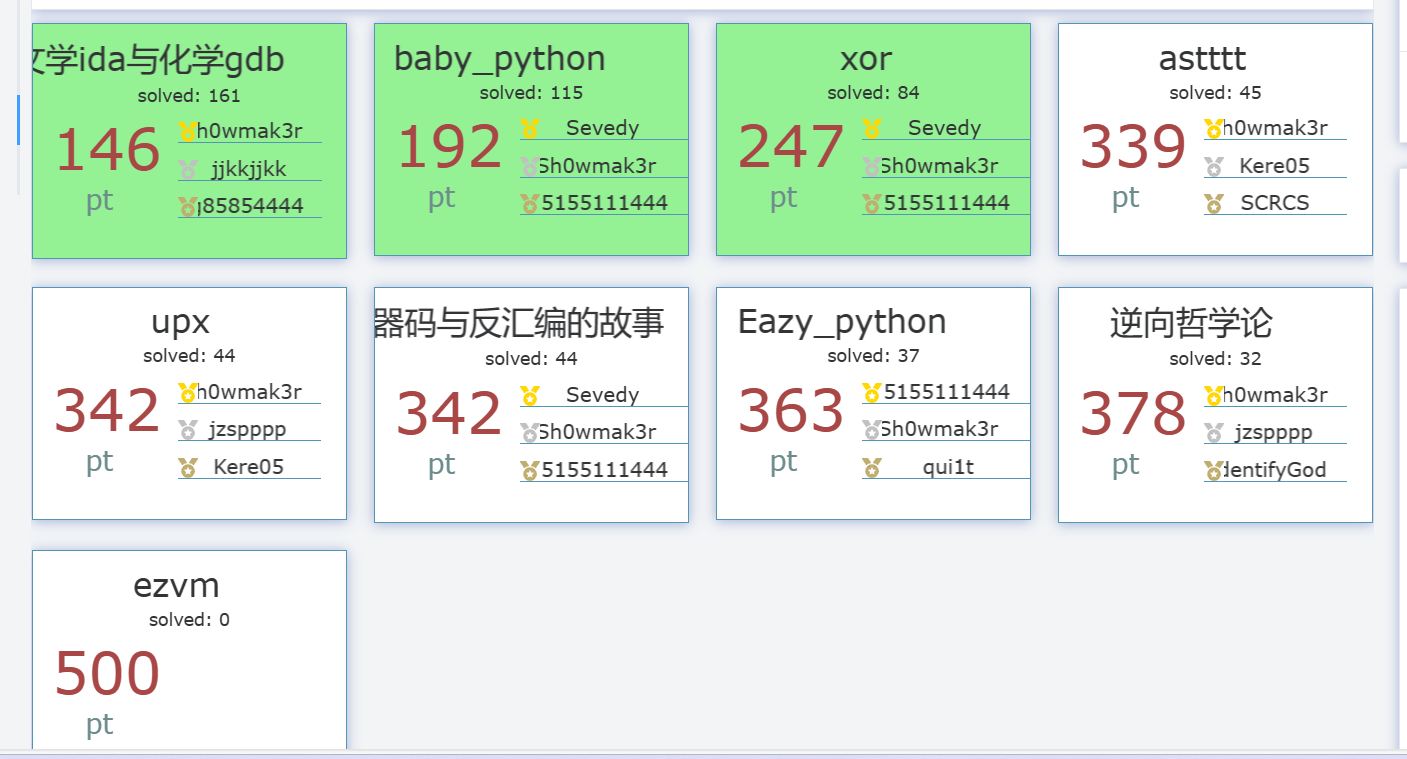 文学ida与化学gdb
solved: 161
146
pt
h0wmak3r
jjkkjjkk
g85854444
baby_python
solved: 115
192
pt
Sevedy
Sh0wmak3r
5155111444
xor
solved: 84
247
pt
Sevedy
Sh0wmak3r
5155111444
astttt
solved: 45
339
pt
h0wmak3r
Kere05
SCRCS
upx
solved: 44
342
pt
h0wmak3r
jzspppp
Kere05
器码与反汇编的故事
solved: 44
342
pt
Sevedy
Sh0wmak3r
5155111444
Eazy_python
solved: 37
363
pt
5155111444
Sh0wmak3r
qui1t
逆向哲学论
solved: 32
378
pt
h0wmak3r
jzspppp
dentifyGod
ezvm
solved: 0
500
pt